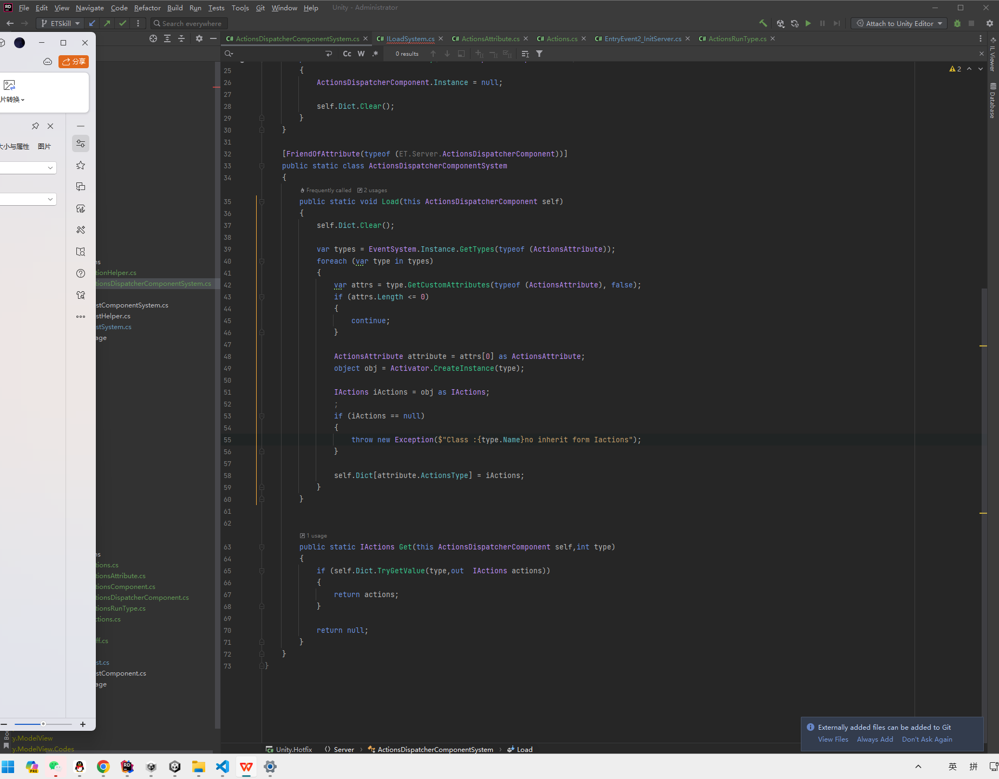 File Edit View Navigate Code Refactor Build Run Tests Tools Git Window Help Unity - Administrator
ETSkill Search everywhere Attach to Unity Editor
分享
片转换
大小与属性 图片
ActionsDispatcherComponentSystem.cs ILoadSystem.cs ActionsAttribute.cs Actions.cs EntryEvent2_InitServer.cs ActionsRunType.cs
Cc W .* 0 results
2
IL Viewer
Database
ns
tionHelper.cs
tionsDispatcherComponentSystem.cs
stComponentSystem.cs
stHelper.cs
stSystem.cs
age
ns
tions.cs
tionsAttribute.cs
tionsComponent.cs
tionsDispatcherComponent.cs
tionsRunType.cs
ctions.cs
ff.cs
st.cs
stComponent.cs
age
y.ModelView
y.ModelView.Codes
25 {
26 ActionsDispatcherComponent.Instance = null;
27
28 self.Dict.Clear();
29 }
30 }
31
32 [FriendOfAttribute(typeof (ET.Server.ActionsDispatcherComponent))]
33 public static class ActionsDispatcherComponentSystem
34 {
Frequently called 2 usages
35 public static void Load(this ActionsDispatcherComponent self)
36 {
37 self.Dict.Clear();
38
39 var types = EventSystem.Instance.GetTypes(typeof (ActionsAttribute));
40 foreach (var type in types)
41 {
42 var attrs = type.GetCustomAttributes(typeof (ActionsAttribute), false);
43 if (attrs.Length <= 0)
44 {
45 continue;
46 }
47
48 ActionsAttribute attribute = attrs[0] as ActionsAttribute;
49 object obj = Activator.CreateInstance(type);
50
51 IActions iActions = obj as IActions;
52 ;
53 if (iActions == null)
54 {
55 throw new Exception($"Class :{type.Name}no inherit form Iactions");
56 }
57
58 self.Dict[attribute.ActionsType] = iActions;
59 }
60 }
61
62
1 usage
63 public static IActions Get(this ActionsDispatcherComponent self,int type)
64 {
65 if (self.Dict.TryGetValue(type,out  IActions actions))
66 {
67 return actions;
68 }
69
70 return null;
71 }
72 }
73 }
Externally added files can be added to Git
View Files Always Add Don't Ask Again
Unity.Hotfix Server ActionsDispatcherComponentSystem Load
英 拼